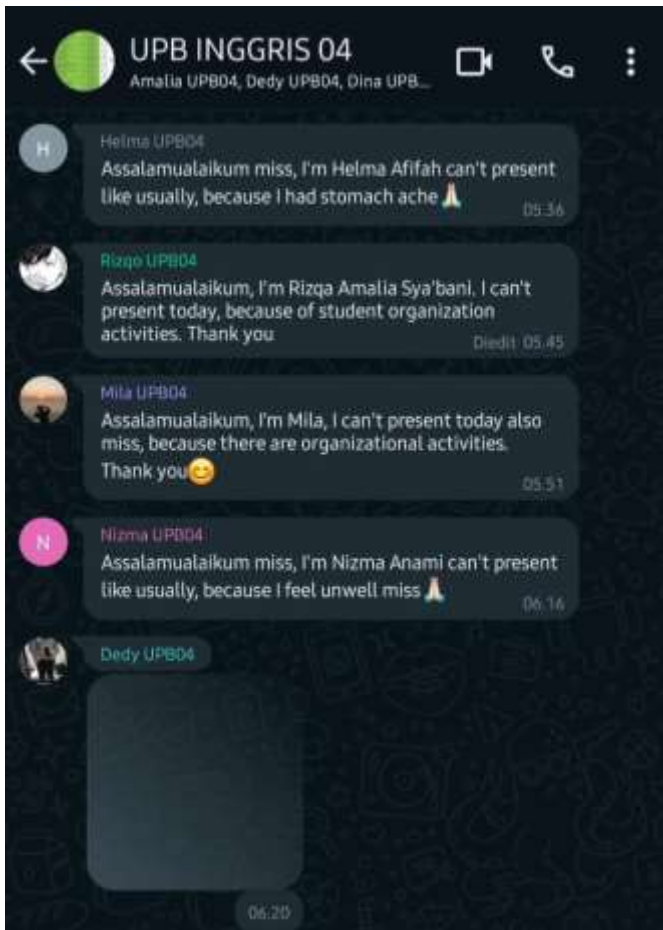 UPB INGGRIS 04
Amalia UPB04, Dedy UPB04, Dina UPB...
H
Helma UPB04
Assalamualaikum miss, I'm Helma Afifah can't present
like usually, because I had stomach ache🙏🏻
05.36
Rizqo UPB04
Assalamualaikum, I'm Rizqa Amalia Sya'bani. I can't
present today, because of student organization
activities. Thank you
Diedit 05.45
Mila UPB04
Assalamualaikum, I'm Mila, I can't present today also
miss, because there are organizational activities.
Thank you😊
05.51
N
Nizma UPB04
Assalamualaikum miss, I'm Nizma Anami can't present
like usually, because I feel unwell miss🙏🏻
06.16
Dedy UPB04
06.20